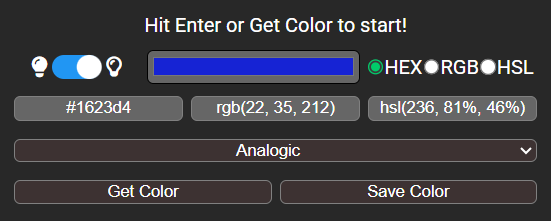 Hit Enter or Get Color to start!
HEX RGB HSL
#1623d4 rgb(22, 35, 212) hsl(236, 81%, 46%)
Analogic
Get Color Save Color